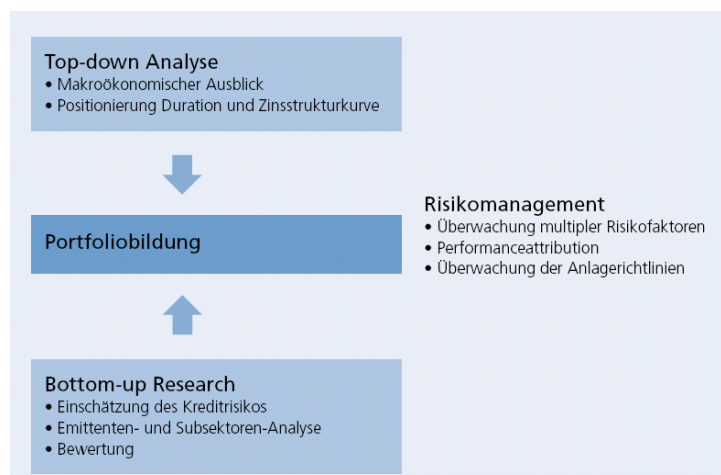 Top-down Analyse
• Makroökonomischer Ausblick
• Positionierung Duration und Zinsstrukturkurve
Portfoliobildung
Risikomanagement
• Überwachung multipler Risikofaktoren
• Performanceattribution
• Überwachung der Anlagerichtlinien
Bottom-up Research
• Einschätzung des Kreditrisikos
• Emittenten- und Subsektoren-Analyse
• Bewertung